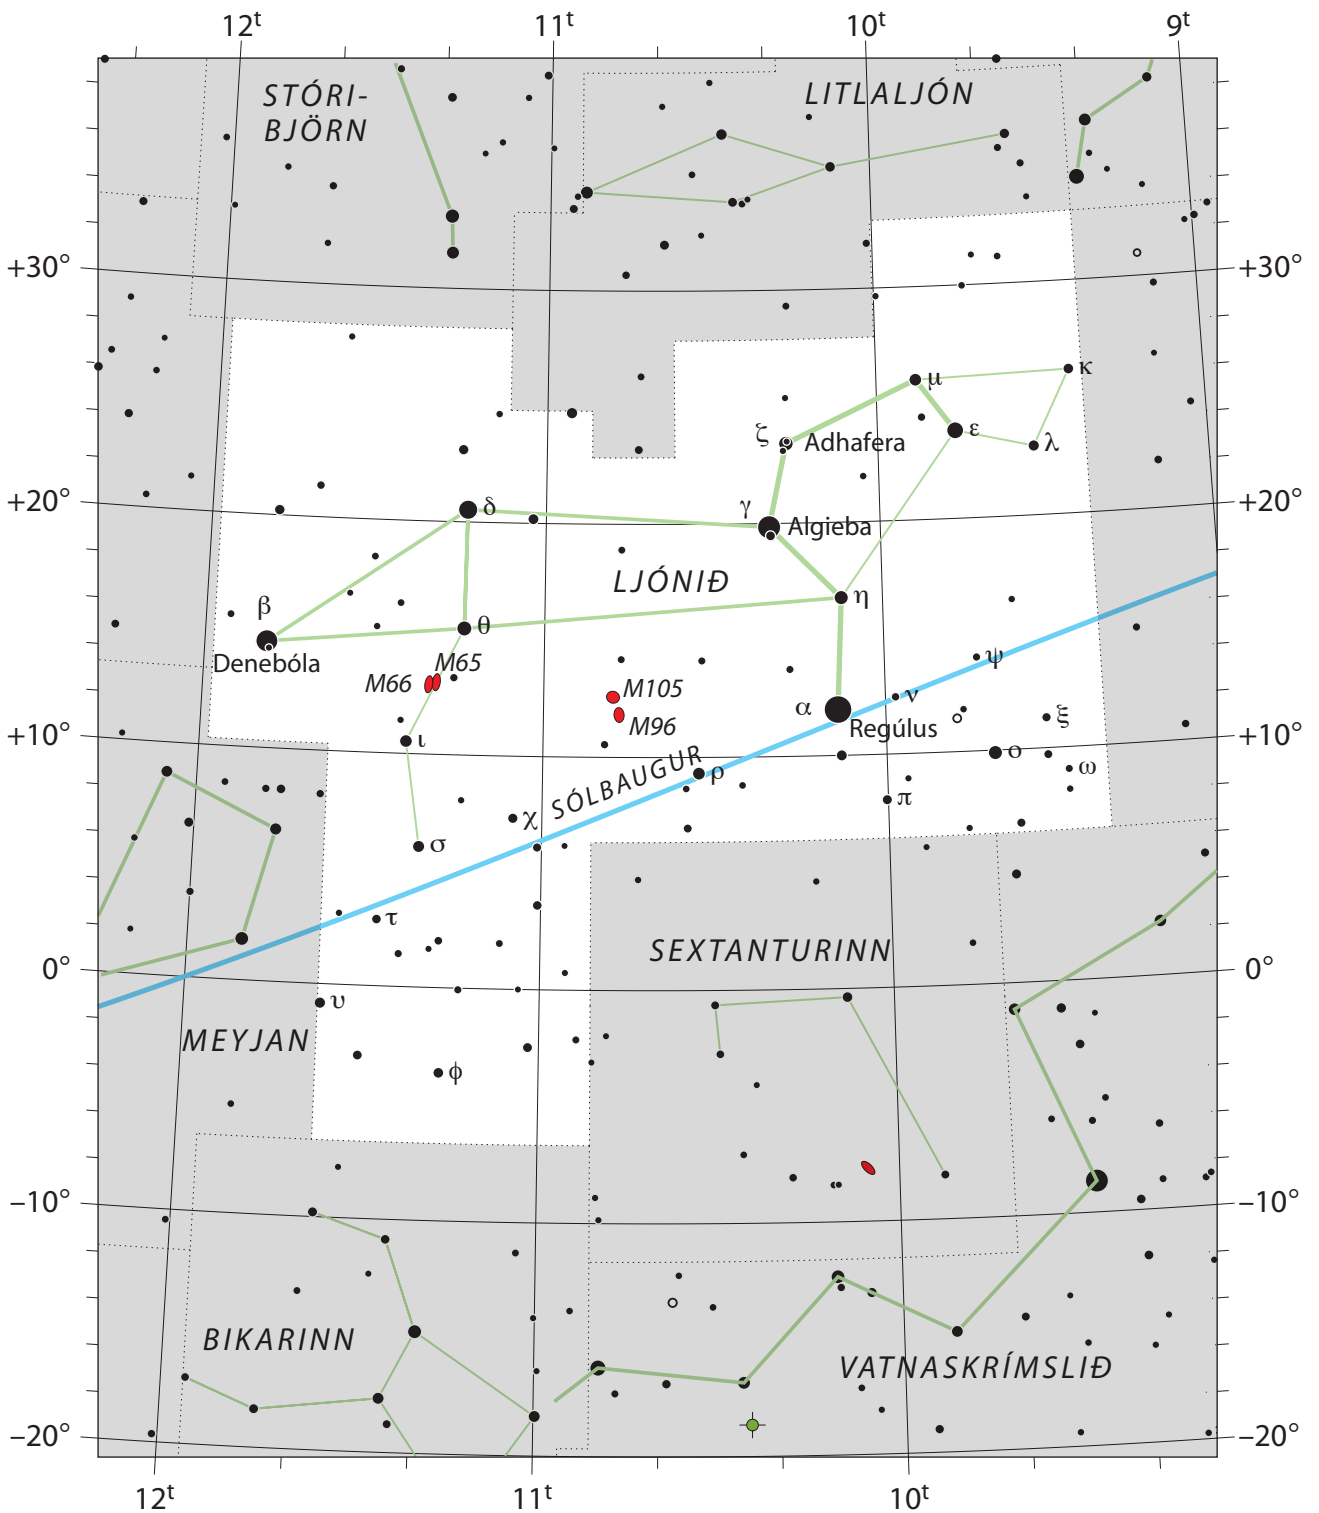 12ᵗ
11ᵗ
10ᵗ
9ᵗ
STÓRI-
BJÖRN
LITLALJÓN
+30°
+30°
κ
μ
ε
λ
ζ
Adhafera
+20°
+20°
δ
γ
Algieba
LJÓNIÐ
η
β
θ
Denebóla
M65
M66
ψ
M105
ν
α
M96
Regúlus
ξ
+10°
+10°
ι
ο
ω
SÓLBAUGUR
ρ
π
χ
σ
τ
SEXTANTURINN
0°
0°
υ
MEYJAN
ϕ
–10°
–10°
BIKARINN
VATNASKRÍMSLIÐ
–20°
–20°
12ᵗ
11ᵗ
10ᵗ